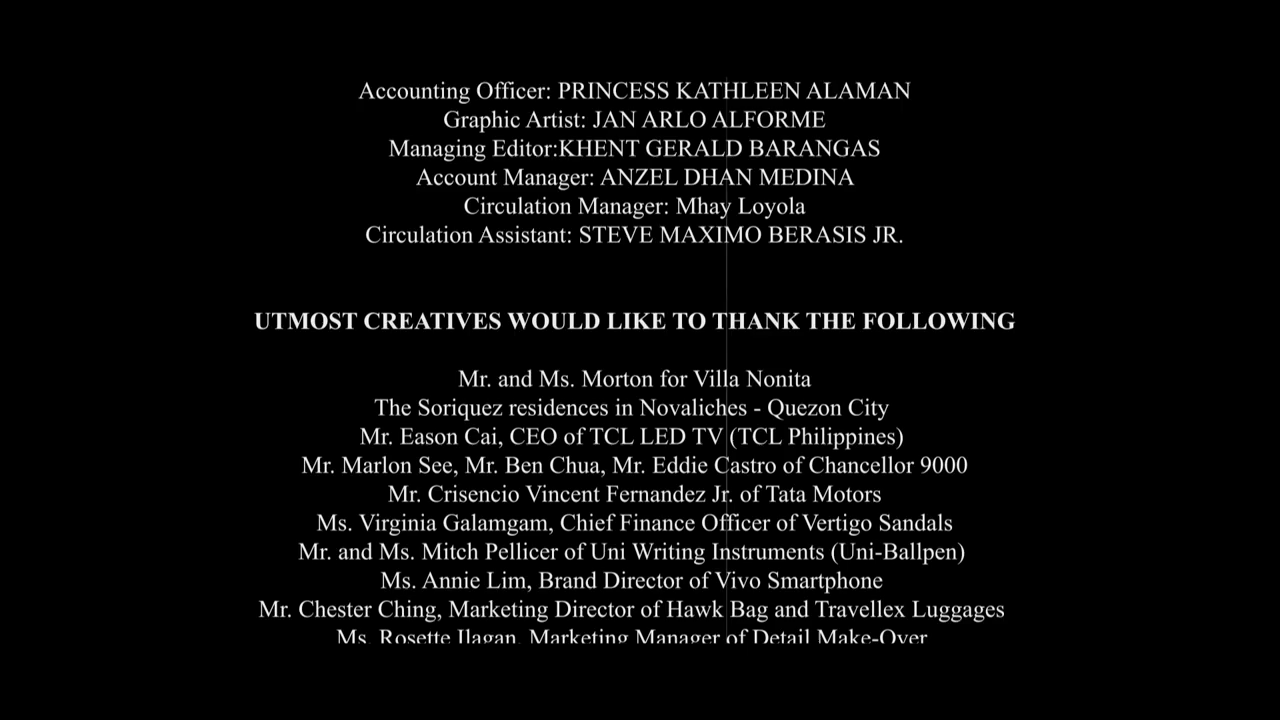 Accounting Officer: PRINCESS KATHLEEN ALAMAN
Graphic Artist: JAN ARLO ALFORME
Managing Editor:KHENT GERALD BARANGAS
Account Manager: ANZEL DHAN MEDINA
Circulation Manager: Mhay Loyola
Circulation Assistant: STEVE MAXIMO BERASIS JR.
UTMOST CREATIVES WOULD LIKE TO THANK THE FOLLOWING
Mr. and Ms. Morton for Villa Nonita
The Soriquez residences in Novaliches - Quezon City
Mr. Eason Cai, CEO of TCL LED TV (TCL Philippines)
Mr. Marlon See, Mr. Ben Chua, Mr. Eddie Castro of Chancellor 9000
Mr. Crisencio Vincent Fernandez Jr. of Tata Motors
Ms. Virginia Galamgam, Chief Finance Officer of Vertigo Sandals
Mr. and Ms. Mitch Pellicer of Uni Writing Instruments (Uni-Ballpen)
Ms. Annie Lim, Brand Director of Vivo Smartphone
Mr. Chester Ching, Marketing Director of Hawk Bag and Travellex Luggages
Ms. Rosette Ilagan, Marketing Manager of Detail Make-Over